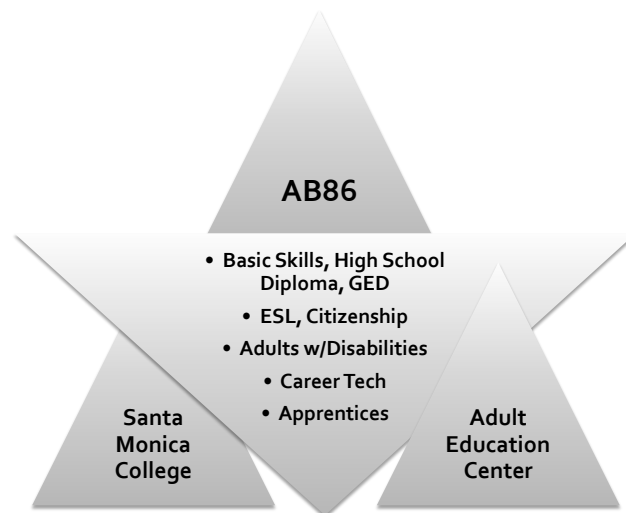 AB86
• Basic Skills, High School
Diploma, GED
• ESL, Citizenship
• Adults w/Disabilities
• Career Tech
• Apprentices
Santa
Monica
College
Adult
Education
Center